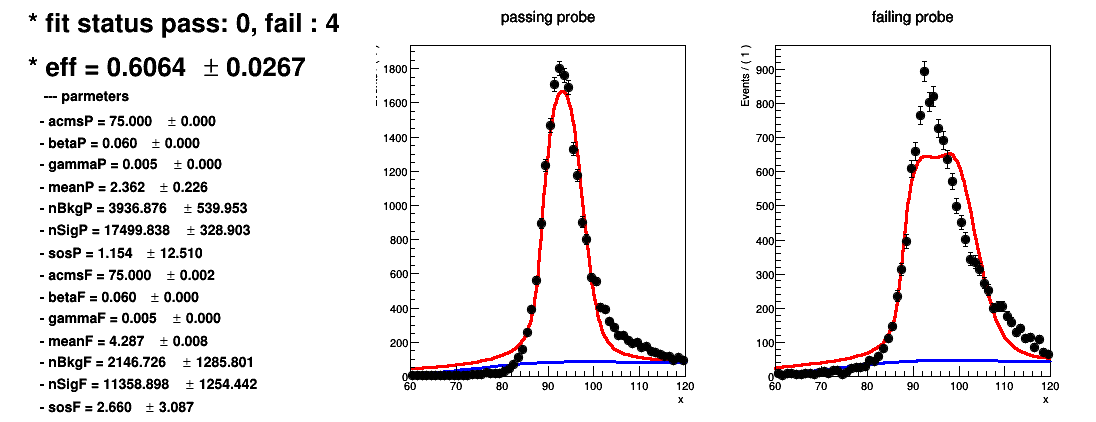 * fit status pass: 0, fail : 4
* eff = 0.6064 ± 0.0267
--- parmeters
- acmsP = 75.000 ± 0.000
- betaP = 0.060 ± 0.000
- gammaP = 0.005 ± 0.000
- meanP = 2.362 ± 0.226
- nBkgP = 3936.876 ± 539.953
- nSigP = 17499.838 ± 328.903
- sosP = 1.154 ± 12.510
- acmsF = 75.000 ± 0.002
- betaF = 0.060 ± 0.000
- gammaF = 0.005 ± 0.000
- meanF = 4.287 ± 0.008
- nBkgF = 2146.726 ± 1285.801
- nSigF = 11358.898 ± 1254.442
- sosF = 2.660 ± 3.087
passing probe
1800
1600
1400
1200
1000
800
600
400
200
0
60 70 80 90 100 110 120
x
failing probe
Events / ( 1 )
900
800
700
600
500
400
300
200
100
0
60 70 80 90 100 110 120
x